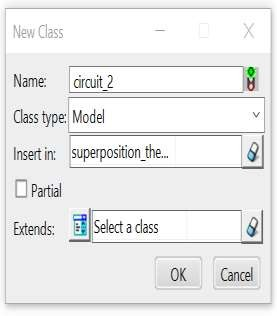 New Class
Name: circuit_2
Class type: Model
Insert in: superposition_the...
Partial
Extends: Select a class
OK Cancel